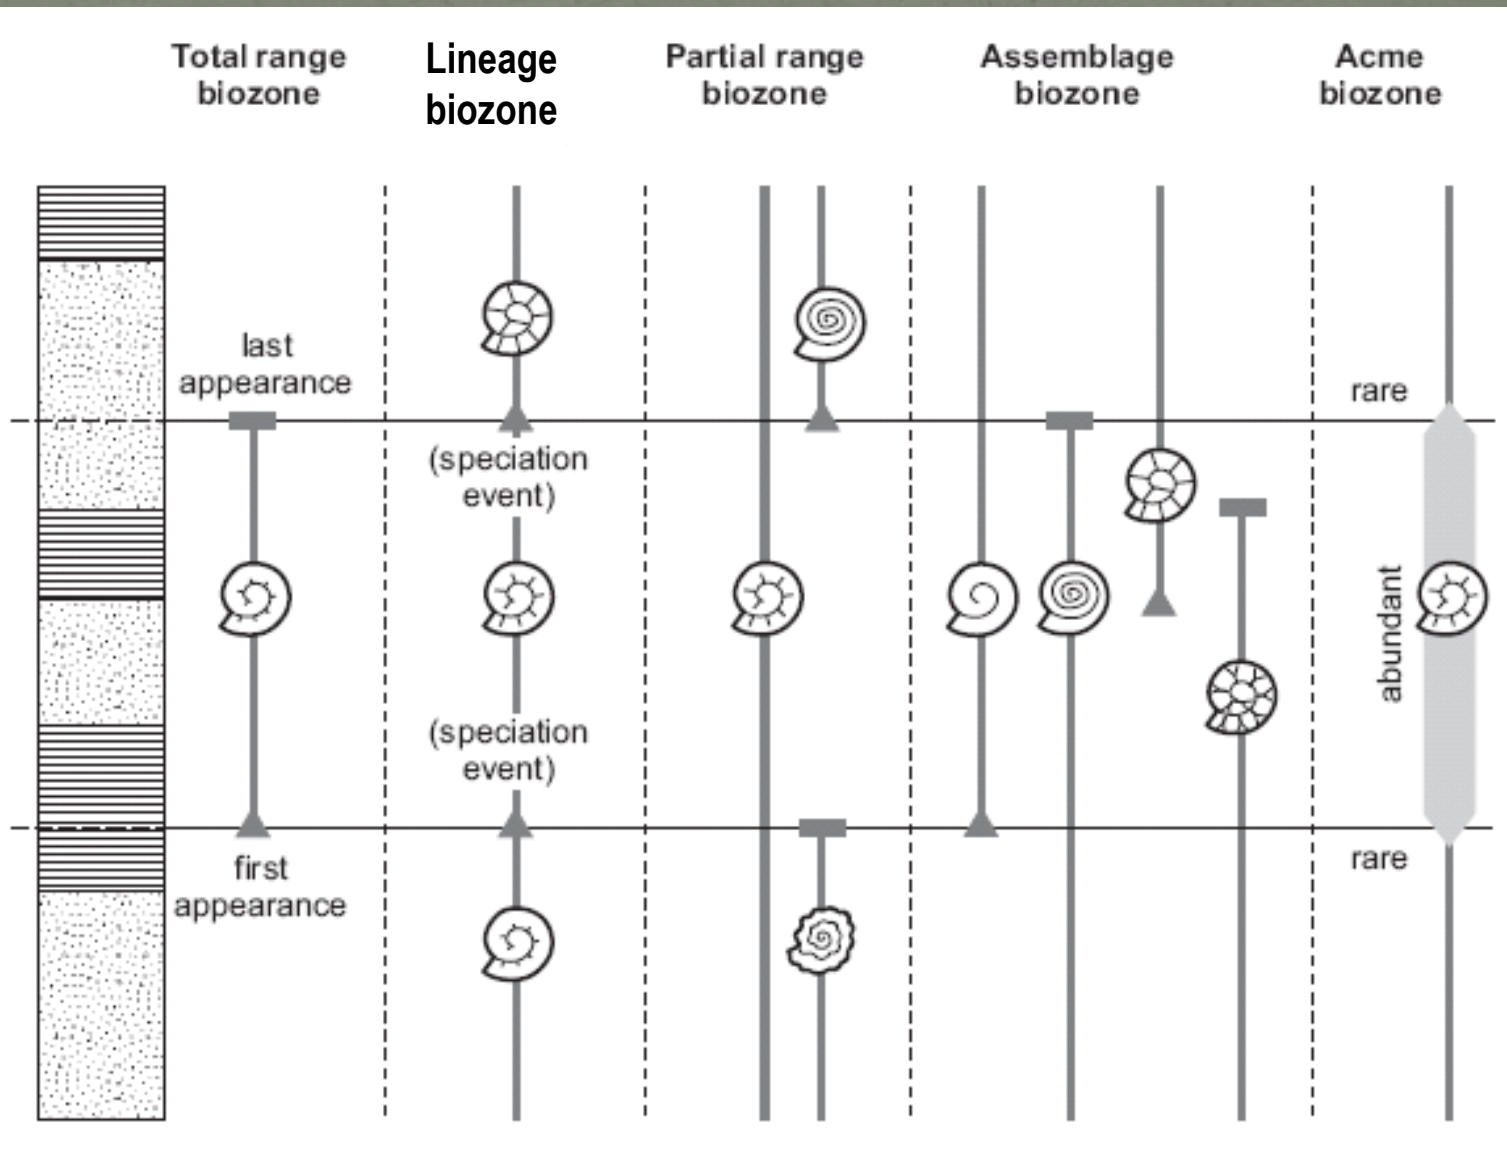 Total range
biozone
Lineage
biozone
Partial range
biozone
Assemblage
biozone
Acme
biozone
last
appearance
rare
(speciation
event)
abundant
(speciation
event)
first
appearance
rare